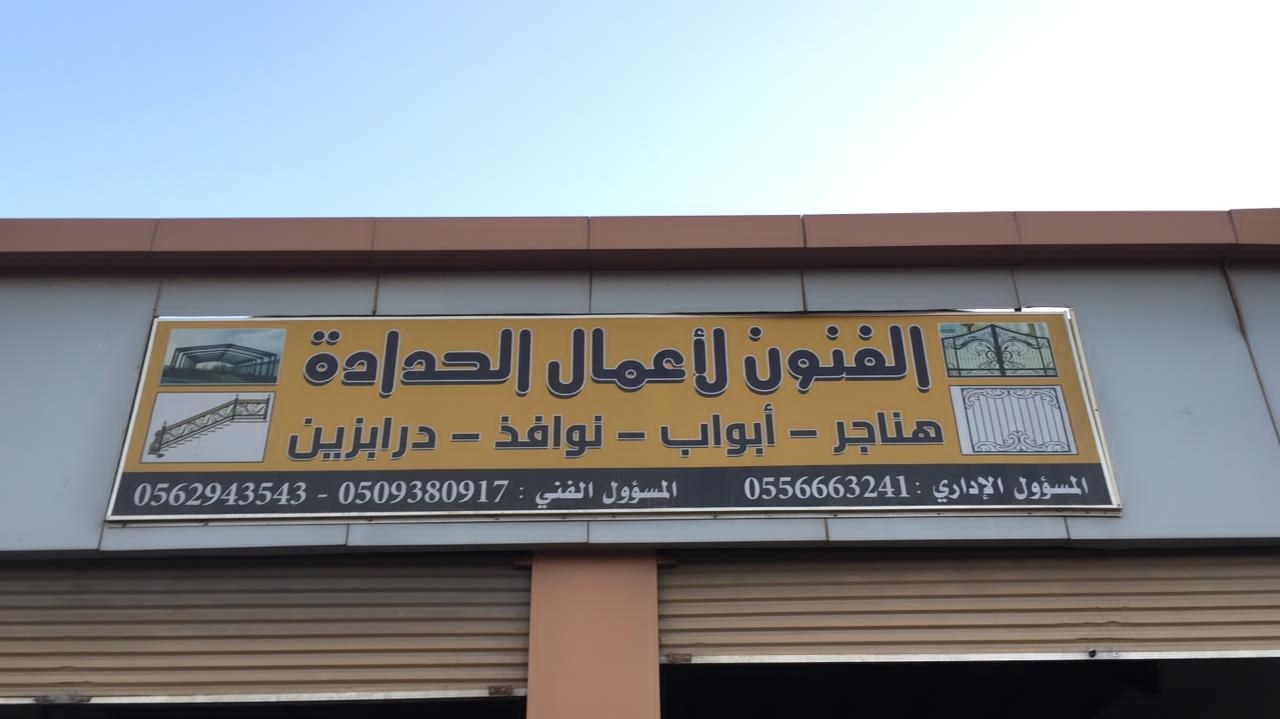 الفنون لأعمال الحدادة
هناجر - أبواب - نوافذ - درابزين
المسؤول الإداري : 0556663241 المسؤول الفني : 0509380917 - 0562943543